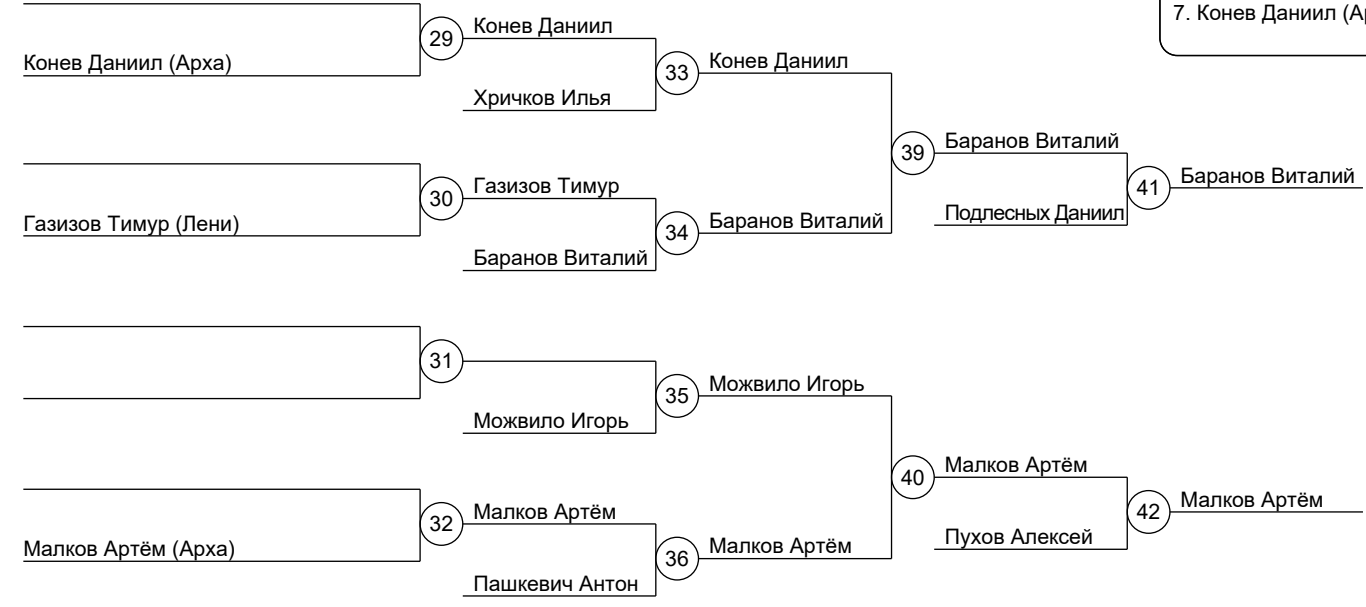 7. Конев Даниил (Ар
Конев Даниил (Арха)
29
Конев Даниил
Хричков Илья
33
Конев Даниил
Газизов Тимур (Лени)
30
Газизов Тимур
Баранов Виталий
34
Баранов Виталий
39
Баранов Виталий
Подлесных Даниил
41
Баранов Виталий
31
Можвило Игорь
35
Можвило Игорь
Малков Артём (Арха)
32
Малков Артём
Пашкевич Антон
36
Малков Артём
40
Малков Артём
Пухов Алексей
42
Малков Артём